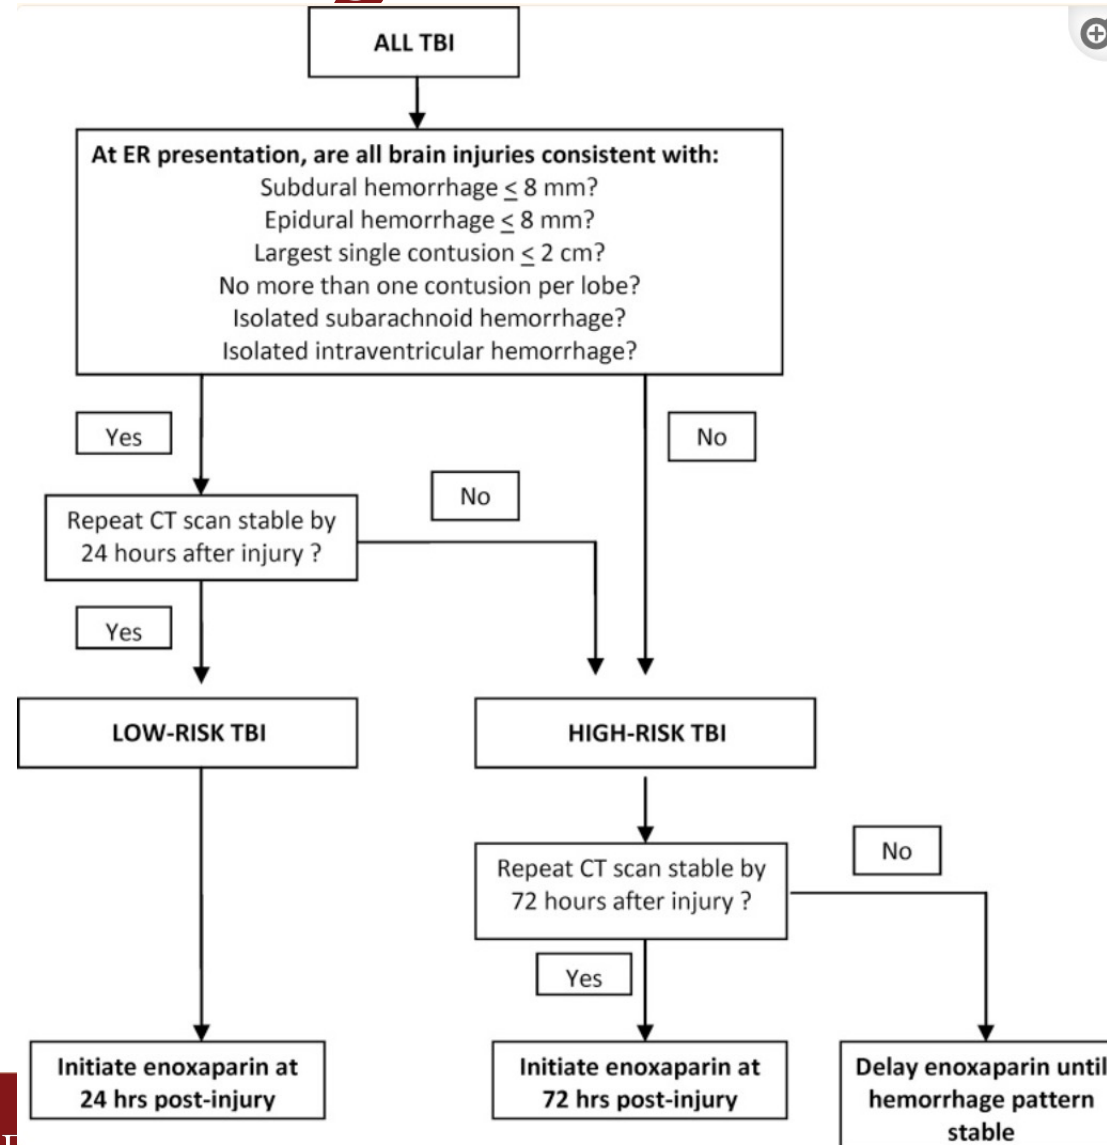 ALL TBI
At ER presentation, are all brain injuries consistent with:
Subdural hemorrhage ≤ 8 mm?
Epidural hemorrhage ≤ 8 mm?
Largest single contusion ≤ 2 cm?
No more than one contusion per lobe?
Isolated subarachnoid hemorrhage?
Isolated intraventricular hemorrhage?
Yes
No
No
Repeat CT scan stable by
24 hours after injury ?
Yes
LOW-RISK TBI
HIGH-RISK TBI
Repeat CT scan stable by
72 hours after injury ?
No
Yes
Initiate enoxaparin at
24 hrs post-injury
Initiate enoxaparin at
72 hrs post-injury
Delay enoxaparin until
hemorrhage pattern
stable